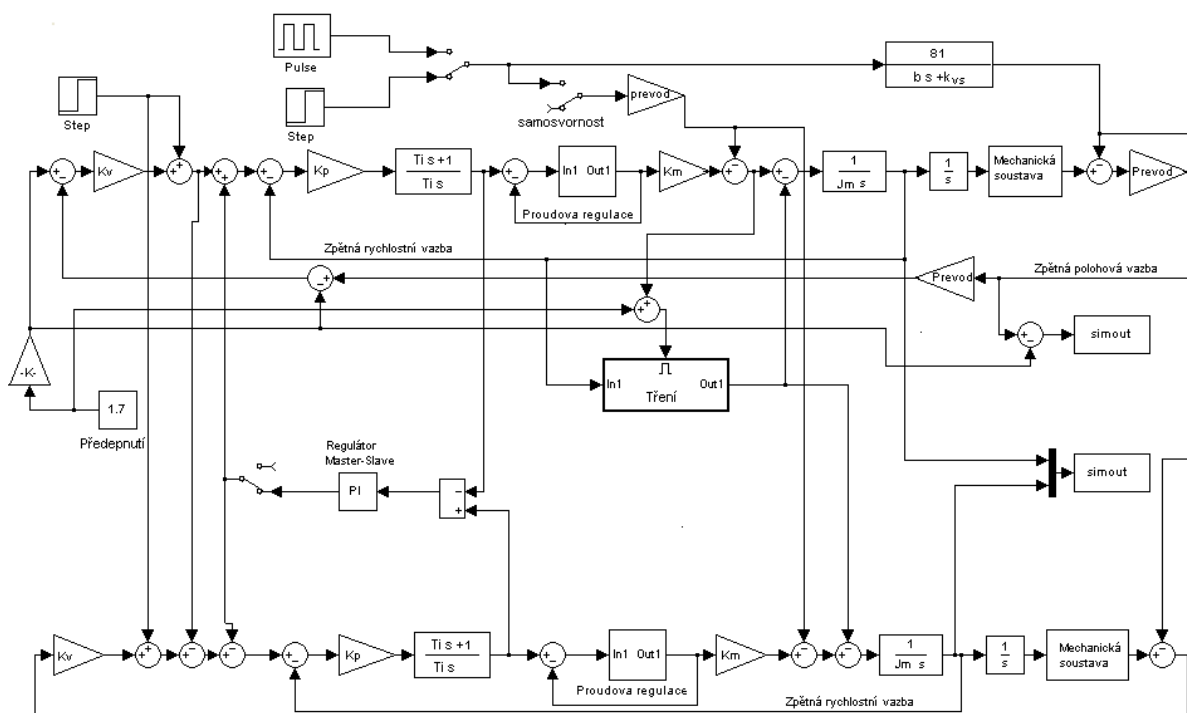 Pulse
Step
Step
samosvornost
prevod
81
b s+kvs
Kv
Kp
Ti s+1
Ti s
In1 Out1
Proudova regulace
Km
1
Jm s
1
s
Mechanická
soustava
Prevod
Zpětná rychlostní vazba
Prevod
Zpětná polohová vazba
simout
-K-
1.7
Předepnutí
In1 Out1
Tření
Regulátor
Master-Slave
PI
simout
Kv
Kp
Ti s +1
Ti s
In1 Out1
Proudova regulace
Km
1
Jm s
1
s
Mechanická
soustava
Zpětná rychlostní vazba